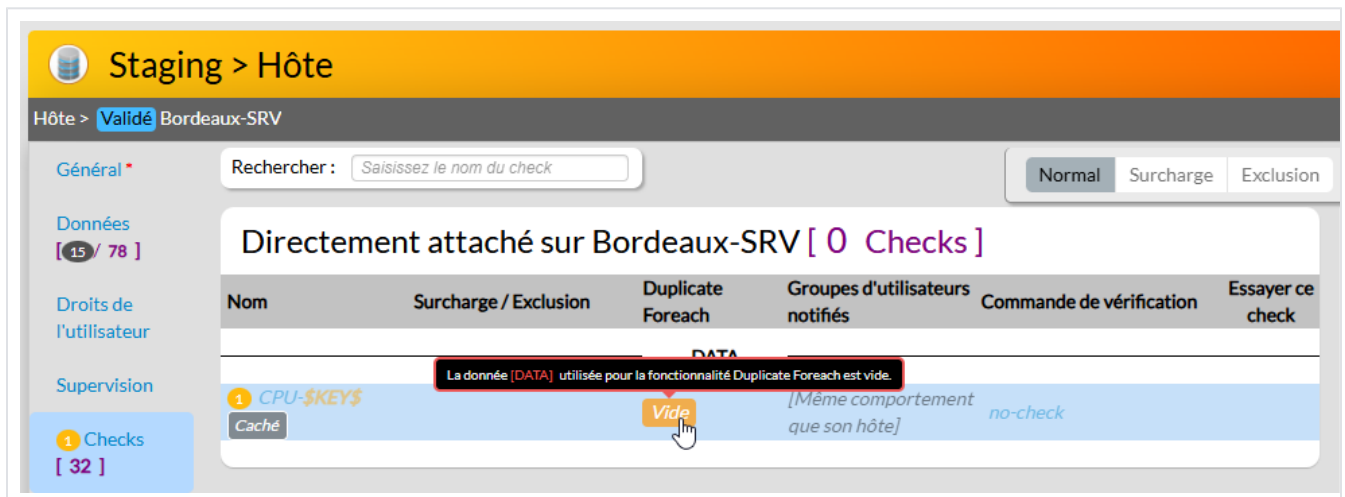 Staging > Hôte
Hôte > Validé Bordeaux-SRV
Général *
Rechercher : Saisissez le nom du check
Normal Surcharge Exclusion
Données
[ 15 / 78 ]
Directement attaché sur Bordeaux-SRV [ 0 Checks ]
Droits de
l'utilisateur
Nom Surcharge / Exclusion Duplicate Foreach Groupes d'utilisateurs notifiés Commande de vérification Essayer ce check
DATA
La donnée [DATA] utilisée pour la fonctionnalité Duplicate Foreach est vide.
Supervision
1 CPU-$KEY$
Caché
Vide
[Même comportement
que son hôte]
no-check
1 Checks
[ 32 ]